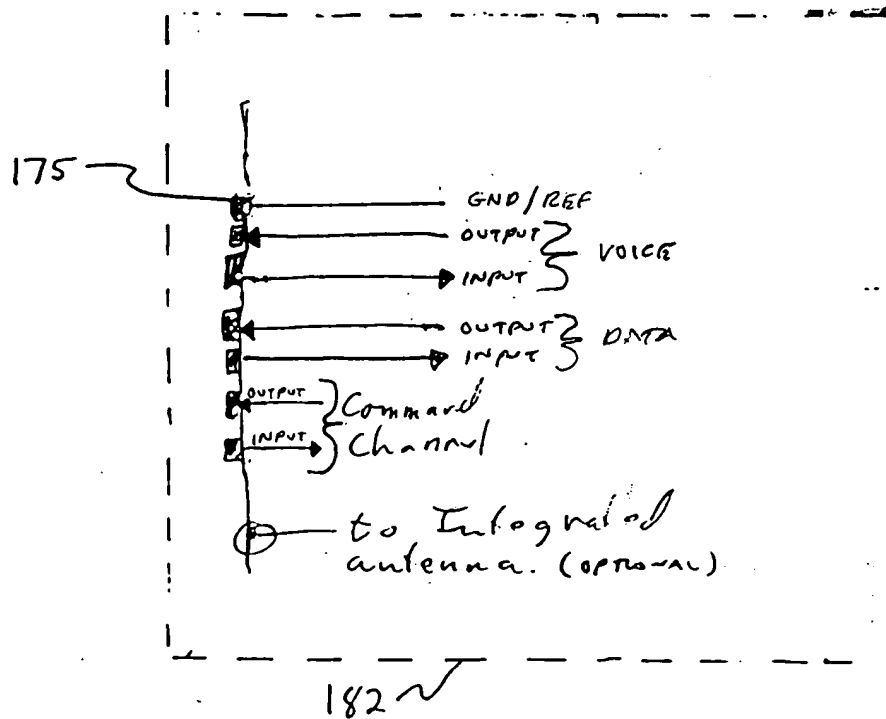 175
GND/REF
OUTPUT
VOICE
INPUT
OUTPUT
DATA
INPUT
OUTPUT
Command
INPUT
Channel
to Integrated
antenna. (OPTIONAL)
182